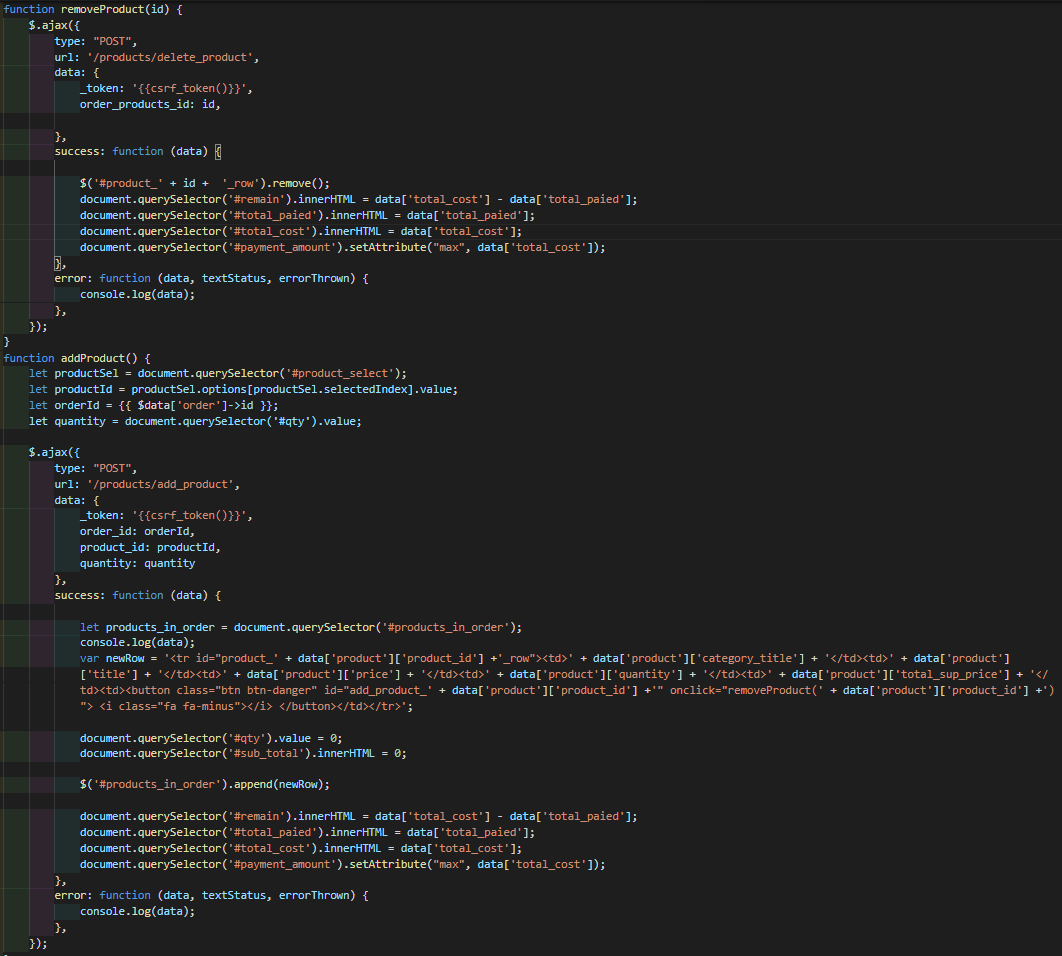 function removeProduct(id) {
    $.ajax({
        type: "POST",
        url: '/products/delete_product',
        data: {
            _token: '{{csrf_token()}}',
            order_products_id: id,
        },
        success: function (data) {
            $('#product_' + id +  '_row').remove();
            document.querySelector('#remain').innerHTML = data['total_cost'] - data['total_paied'];
            document.querySelector('#total_paied').innerHTML = data['total_paied'];
            document.querySelector('#total_cost').innerHTML = data['total_cost'];
            document.querySelector('#payment_amount').setAttribute("max", data['total_cost']);
        },
        error: function (data, textStatus, errorThrown) {
            console.log(data);
        },
    });
}
function addProduct() {
    let productSel = document.querySelector('#product_select');
    let productId = productSel.options[productSel.selectedIndex].value;
    let orderId = {{ $data['order']->id }};
    let quantity = document.querySelector('#qty').value;
    $.ajax({
        type: "POST",
        url: '/products/add_product',
        data: {
            _token: '{{csrf_token()}}',
            order_id: orderId,
            product_id: productId,
            quantity: quantity
        },
        success: function (data) {
            let products_in_order = document.querySelector('#products_in_order');
            console.log(data);
            var newRow = '<tr id="product_' + data['product']['product_id'] +'_row"><td>' + data['product']['category_title'] + '</td><td>' + data['product']
            ['title'] + '</td><td>' + data['product']['price'] + '</td><td>' + data['product']['quantity'] + '</td><td>' + data['product']['total_sup_price'] + '</
            td><td><button class="btn btn-danger" id="add_product_' + data['product']['product_id'] +'" onclick="removeProduct(' + data['product']['product_id'] +')
            "> <i class="fa fa-minus"></i> </button></td></tr>';
            document.querySelector('#qty').value = 0;
            document.querySelector('#sub_total').innerHTML = 0;
            $('#products_in_order').append(newRow);
            document.querySelector('#remain').innerHTML = data['total_cost'] - data['total_paied'];
            document.querySelector('#total_paied').innerHTML = data['total_paied'];
            document.querySelector('#total_cost').innerHTML = data['total_cost'];
            document.querySelector('#payment_amount').setAttribute("max", data['total_cost']);
        },
        error: function (data, textStatus, errorThrown) {
            console.log(data);
        },
    });